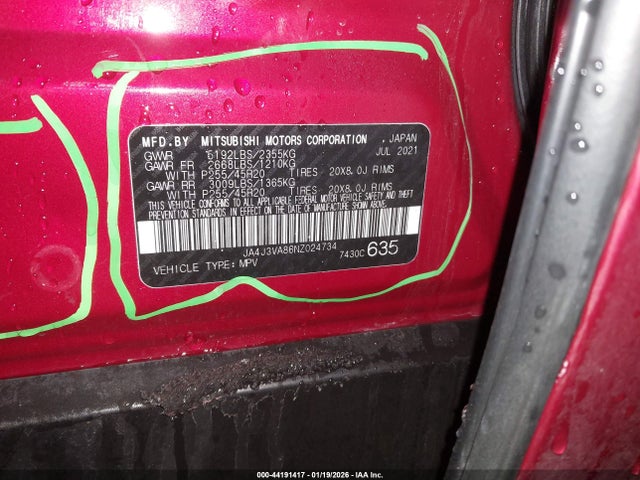 MFD.BY MITSUBISHI MOTORS CORPORATION , JAPAN
GVWR 6192LBS/2355KG JUL 2021
GAWR FR 2668LBS/1210KG
WITH P255/45R20 TIRES 20X8.0J RIMS
GAWR RR 3009LBS/1365KG
WITH P255/45R20 TIRES 20X8.0J RIMS
THIS VEHICLE CONFORMS TO ALL APPLICABLE FEDERAL MOTOR VEHICLE SAFETY AND THEFT
PREVENTION STANDARDS IN EFFECT ON THE DATE OF MANUFACTURE SHOWN ABOVE.
JA4J3VA86NZ024734 7430C 635
VEHICLE TYPE:MPV
000-44191417 - 01/19/2026 - IAA Inc.